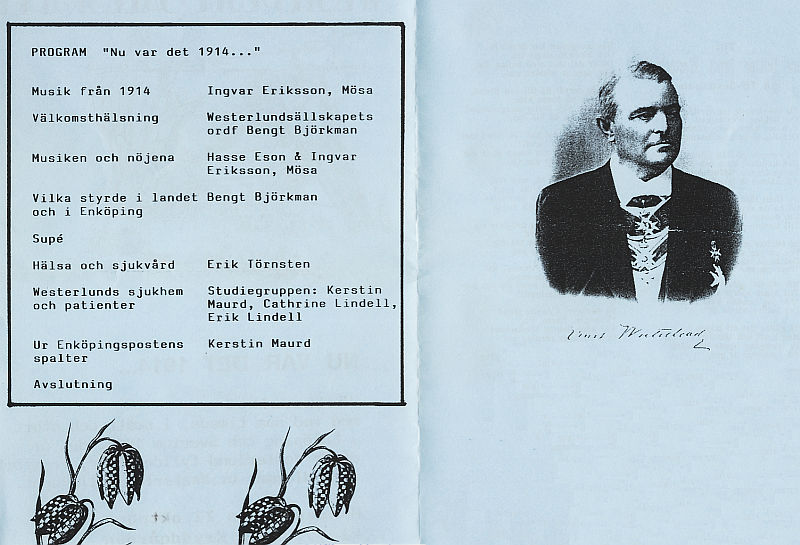 PROGRAM "Nu var det 1914..."
Musik från 1914 Ingvar Eriksson, Mösa
Välkomsthälsning Westerlundsällskapets
ordf Bengt Björkman
Musiken och nöjena Hasse Eson & Ingvar
Eriksson, Mösa
Vilka styrde i landet Bengt Björkman
och i Enköping
Supé
Hälsa och sjukvård Erik Törnsten
Westerlunds sjukhem Studiegruppen: Kerstin
och patienter Maurd, Cathrine Lindell,
Erik Lindell
Ur Enköpingspostens Kerstin Maurd
spalter
Avslutning